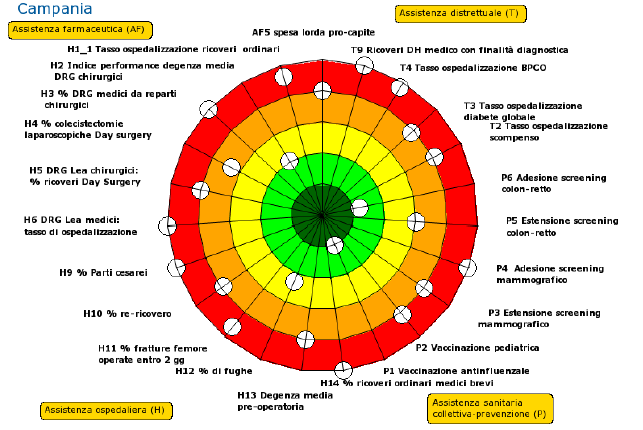 Campania
Assistenza farmaceutica (AF)
Assistenza distrettuale (T)
AF5 spesa lorda pro-capite
H1_1 Tasso ospedalizzazione ricoveri ordinari
T9 Ricoveri DH medico con finalità diagnostica
H2 Indice performance degenza media
DRG chirurgici
T4 Tasso ospedalizzazione BPCO
H3 % DRG medici da reparti
chirurgici
T3 Tasso ospedalizzazione
diabete globale
H4 % colecistectomie
laparoscopiche Day surgery
T2 Tasso ospedalizzazione
scompenso
H5 DRG Lea chirurgici:
% ricoveri Day Surgery
P6 Adesione screening
colon-retto
H6 DRG Lea medici:
tasso di ospedalizzazione
P5 Estensione screening
colon-retto
H9 % Parti cesarei
P4 Adesione screening
mammografico
H10 % re-ricovero
P3 Estensione screening
mammografico
H11 % fratture femore
operate entro 2 gg
P2 Vaccinazione pediatrica
H12 % di fughe
P1 Vaccinazione antinfluenzale
H14 % ricoveri ordinari medici brevi
H13 Degenza media
pre-operatoria
Assistenza ospedaliera (H)
Assistenza sanitaria
collettiva-prevenzione (P)